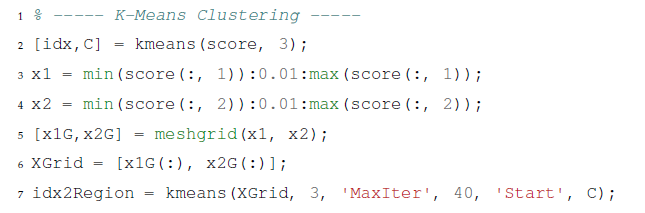 1 % ----- K-Means Clustering -----
2 [idx,C] = kmeans(score, 3);
3 x1 = min(score(:, 1)):0.01:max(score(:, 1));
4 x2 = min(score(:, 2)):0.01:max(score(:, 2));
5 [x1G,x2G] = meshgrid(x1, x2);
6 XGrid = [x1G(:), x2G(:)];
7 idx2Region = kmeans(XGrid, 3, 'MaxIter', 40, 'Start', C);